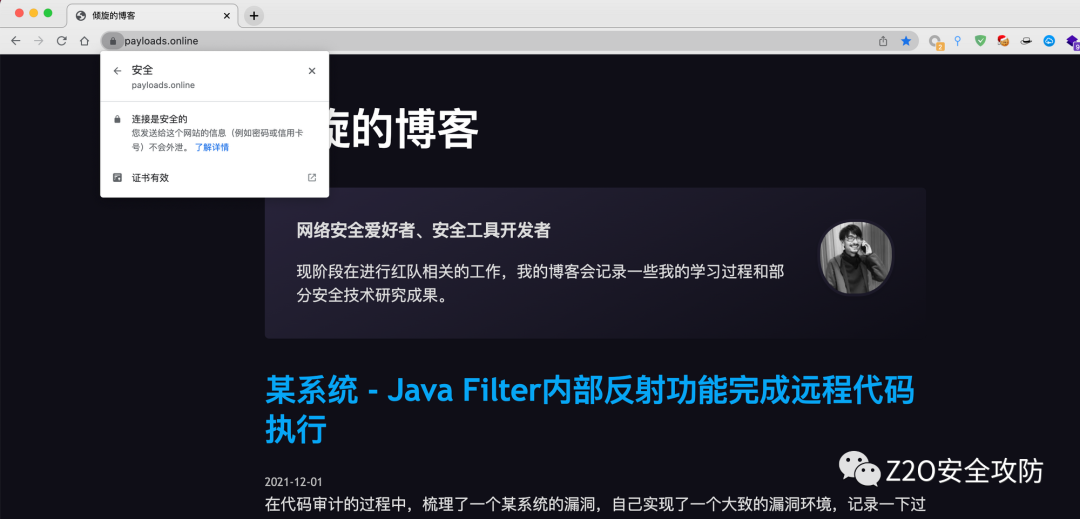 倾旋的博客
payloads.online
安全
payloads.online
旋的博客
连接是安全的
您发送给这个网站的信息（例如密码或信用卡
号）不会外泄。 了解详情
证书有效
网络安全爱好者、安全工具开发者
现阶段在进行红队相关的工作，我的博客会记录一些我的学习过程和部
分安全技术研究成果。
某系统 - Java Filter内部反射功能完成远程代码
执行
Z2O安全攻防
2021-12-01
在代码审计的过程中，梳理了一个某系统的漏洞，自己实现了一个大致的漏洞环境，记录一下过